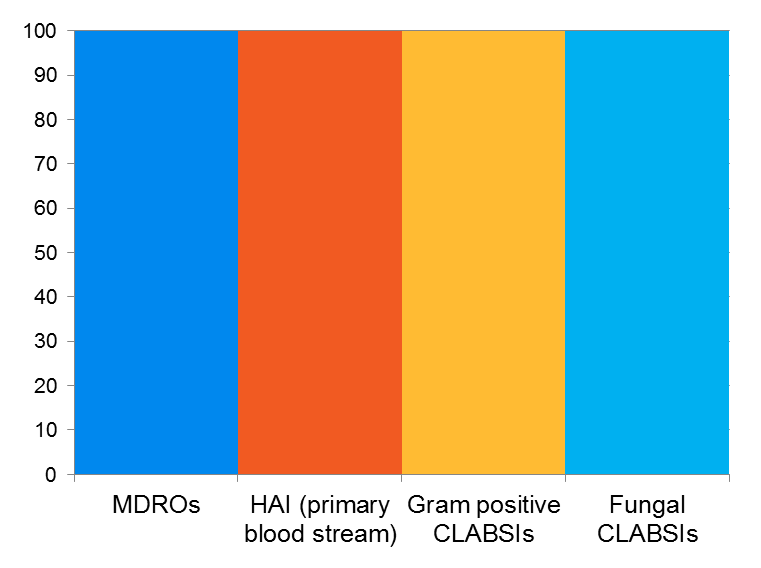 100
90
80
70
60
50
40
30
20
10
0
MDROs
HAI (primary
blood stream)
Gram positive
CLABSIs
Fungal
CLABSIs